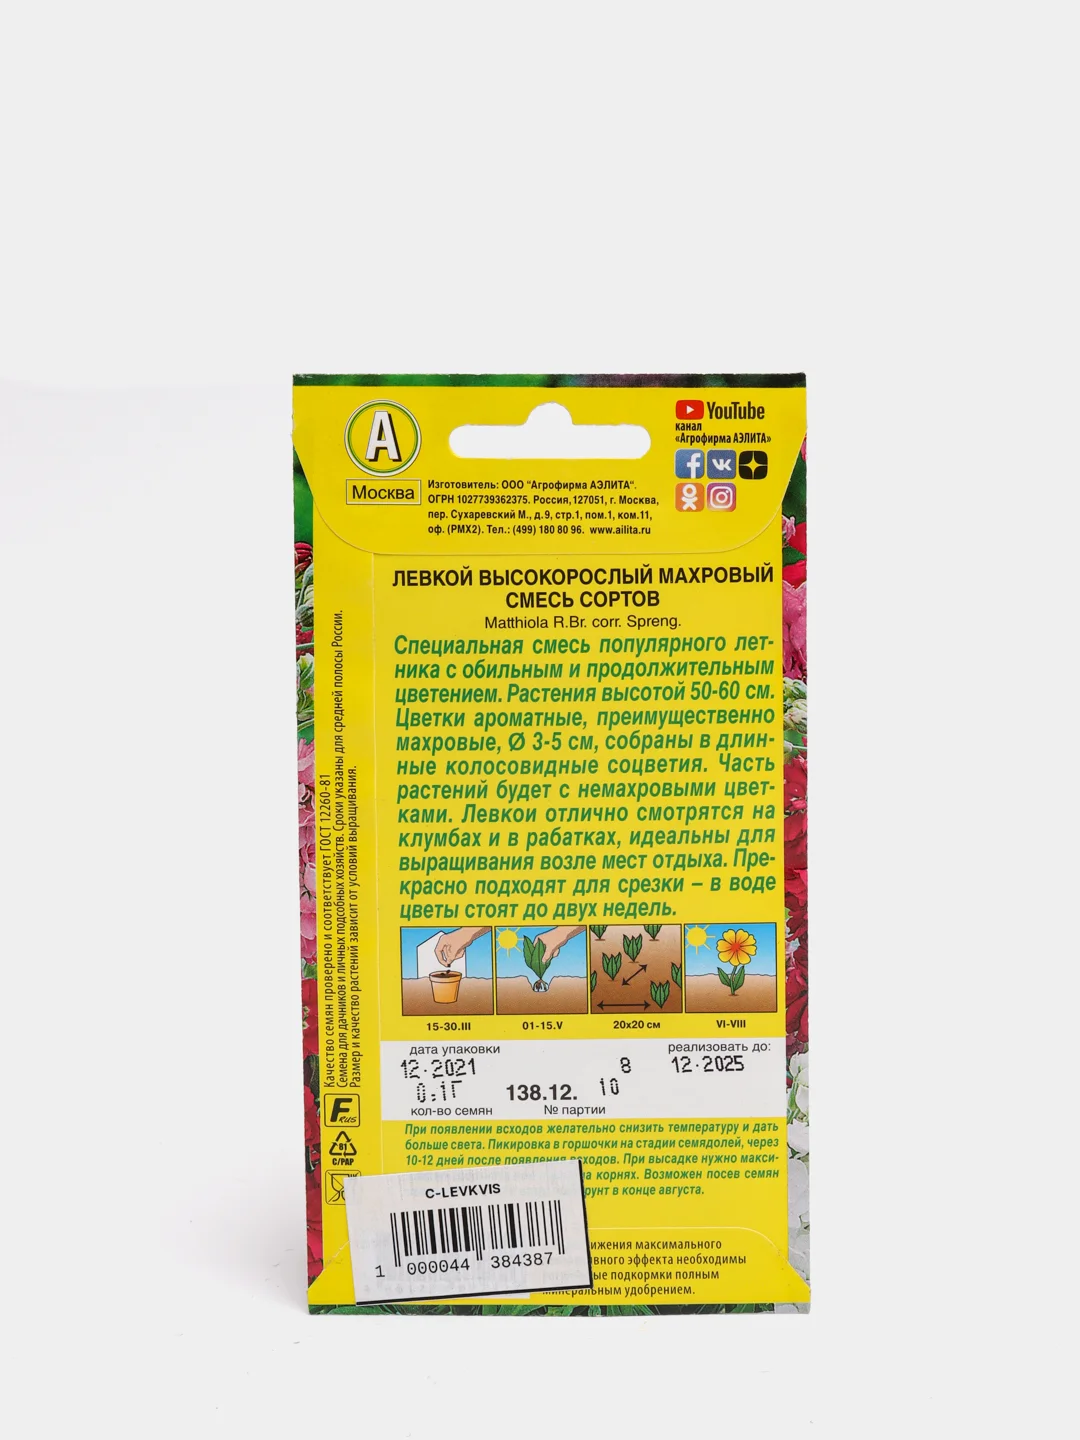 А
Москва
YouTube
канал
«Агрофирма АЭЛИТА»
Изготовитель: ООО "Агрофирма АЭЛИТА".
ОГРН 1027739362375. Россия, 127051, г. Москва,
пер. Сухаревский М., д.9, стр.1, пом.1, ком.11,
оф. (РМХ2). Тел.: (499) 180 80 96. www.ailita.ru
ЛЕВКОЙ ВЫСОКОРОСЛЫЙ МАХРОВЫЙ
СМЕСЬ СОРТОВ
Matthiola R.Br. corr. Spreng.
Специальная смесь популярного лет-
ника с обильным и продолжительным
цветением. Растения высотой 50-60 см.
Цветки ароматные, преимущественно
махровые, Ø 3-5 см, собраны в длин-
ные колосовидные соцветия. Часть
растений будет с немахровыми цвет-
ками. Левкои отлично смотрятся на
клумбах и в рабатках, идеальны для
выращивания возле мест отдыха. Пре-
красно подходят для срезки – в воде
цветы стоят до двух недель.
15-30.III 01-15.V 20x20 см VI-VIII
дата упаковки реализовать до:
12.2021 8 12.2025
0.1Г 138.12. 10
кол-во семян № партии
При появлении всходов желательно снизить температуру и дать
больше света. Пикировка в горшочки на стадии семядолей, через
10-12 дней после появления всходов. При высадке нужно макси-
на корнях. Возможен посев семян
грунт в конце августа.
максимального
эффекта необходимы
подкормки полным
минеральным удобрением.
Качество семян проверено и соответствует ГОСТ 12260-81
Семена для дачников и личных подсобных хозяйств. Сроки указаны для средней полосы России.
Размер и качество растений зависит от условий выращивания.
F RUS
81
C/PAP
C-LEVKVIS
1 000044 384387